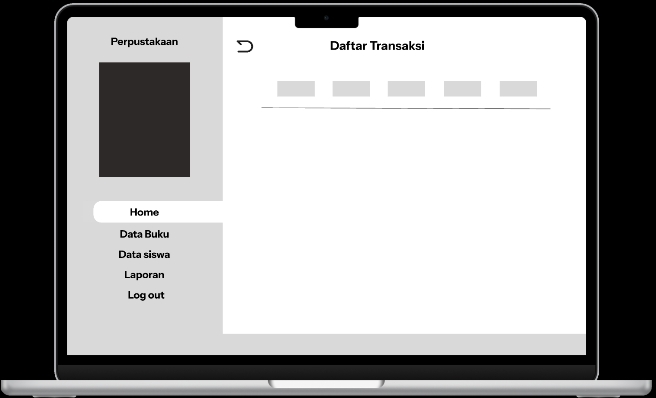 Perpustakaan
Home
Data Buku
Data siswa
Laporan
Log out
Daftar Transaksi